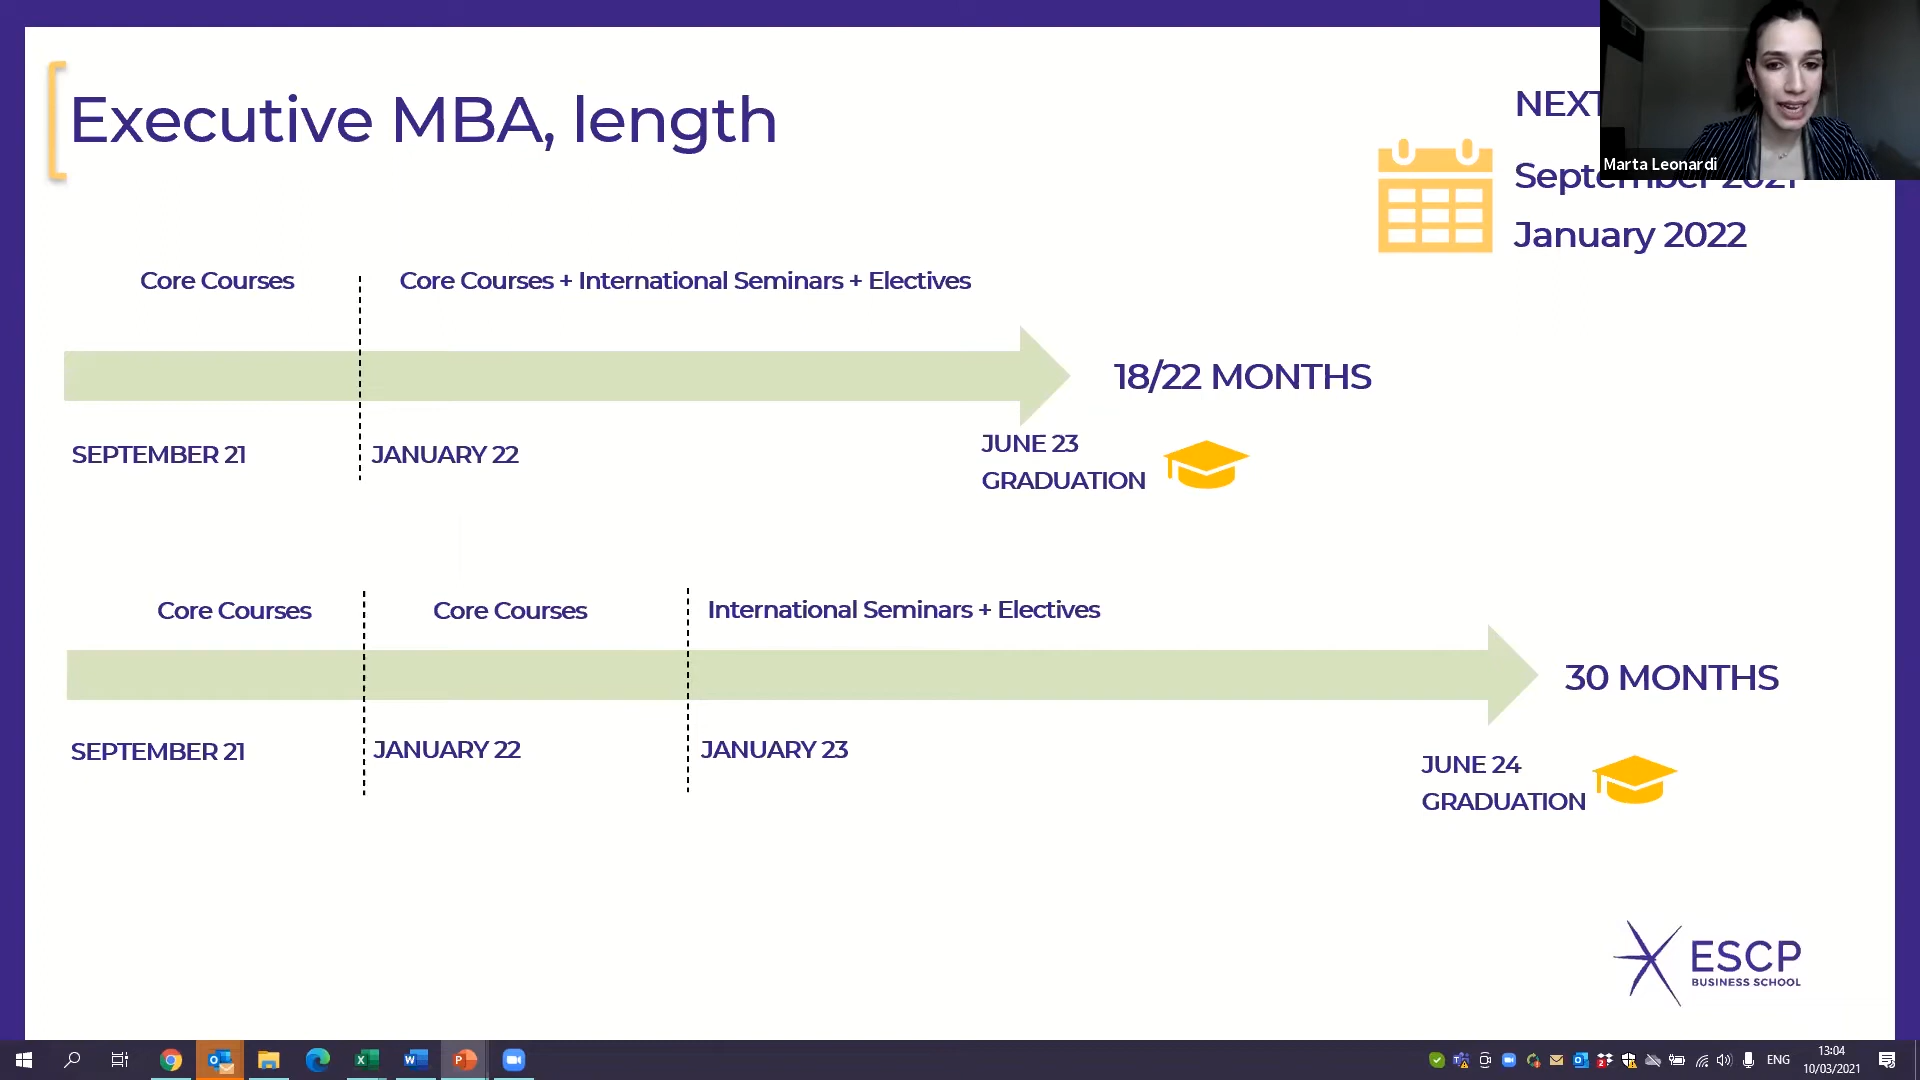 Executive MBA, length
NEXT
Marta Leonardi
September 2021
January 2022
Core Courses
Core Courses + International Seminars + Electives
18/22 MONTHS
SEPTEMBER 21
JANUARY 22
JUNE 23
GRADUATION
Core Courses
Core Courses
International Seminars + Electives
30 MONTHS
SEPTEMBER 21
JANUARY 22
JANUARY 23
JUNE 24
GRADUATION
ESCP
BUSINESS SCHOOL
ENG
13:04
10/03/2021